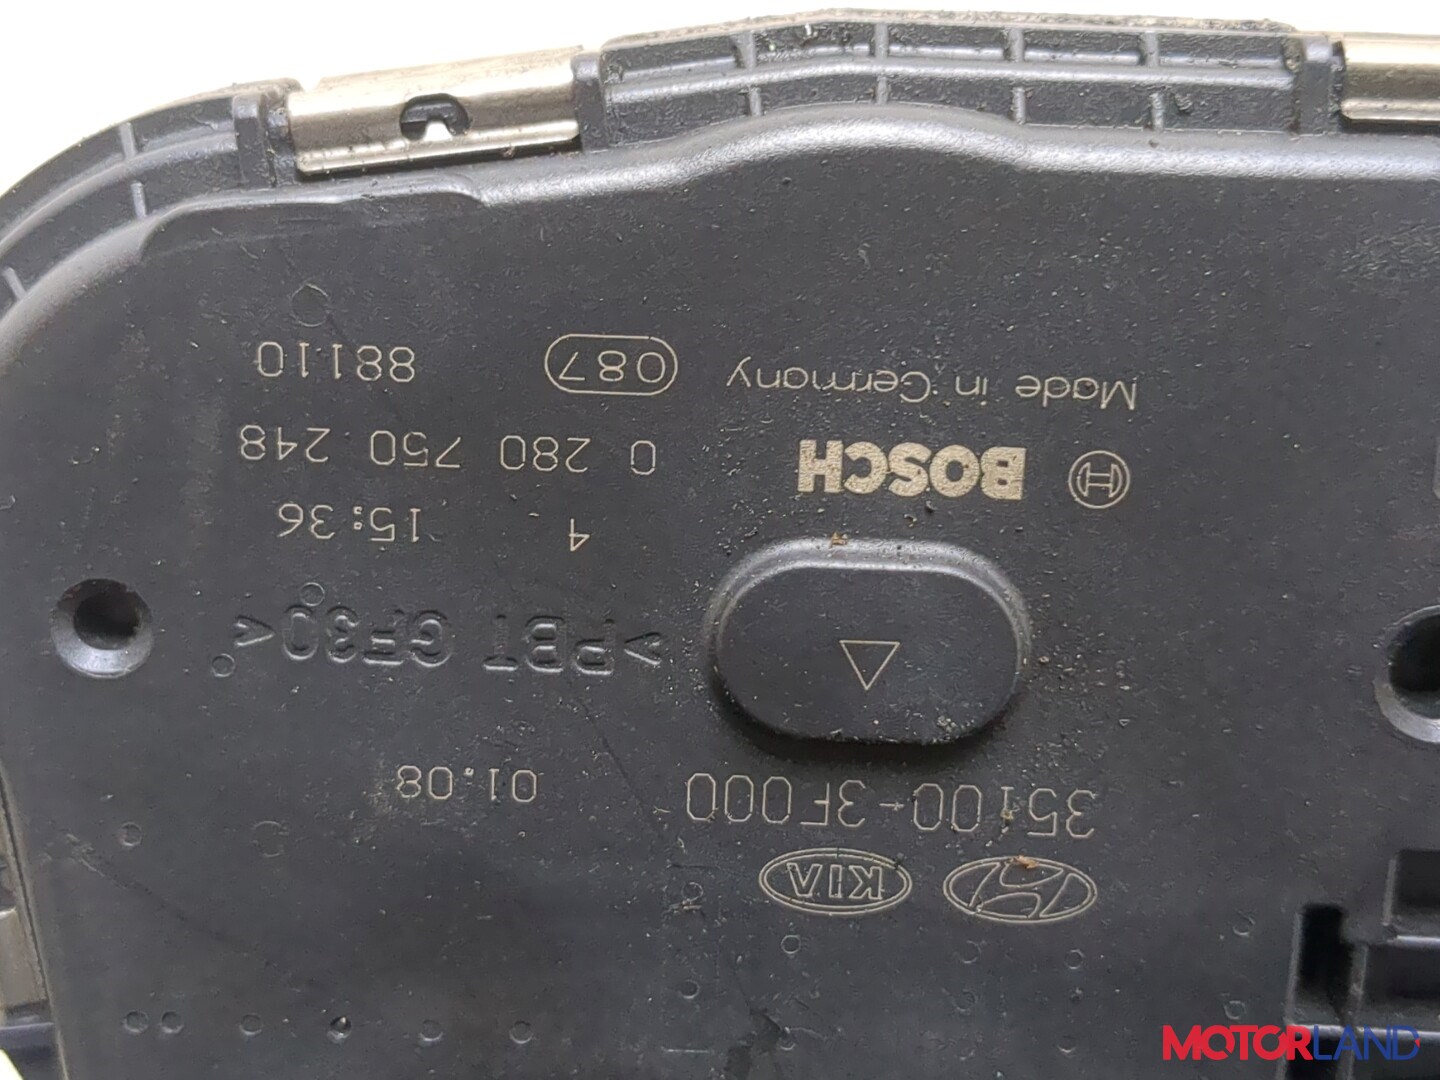 KIA
35100-3F000 01.08
>PBT GF30<
4 15:36
BOSCH 0 280 750 248
Made in Germany 087 88110
MOTORLAND